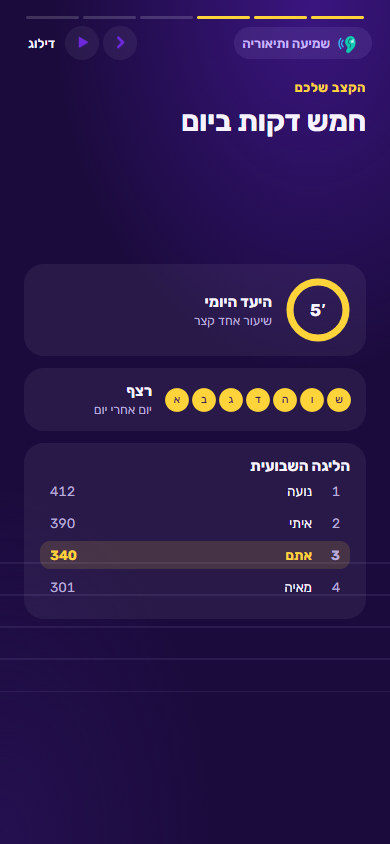 שמיעה ותיאוריה
דילוג
הקצב שלכם
חמש דקות ביום
5′
היעד היומי
שיעור אחד קצר
ש ו ה ד ג ב א
רצף
יום אחרי יום
הליגה השבועית
1 נועה 412
2 איתי 390
3 אתם 340
4 מאיה 301